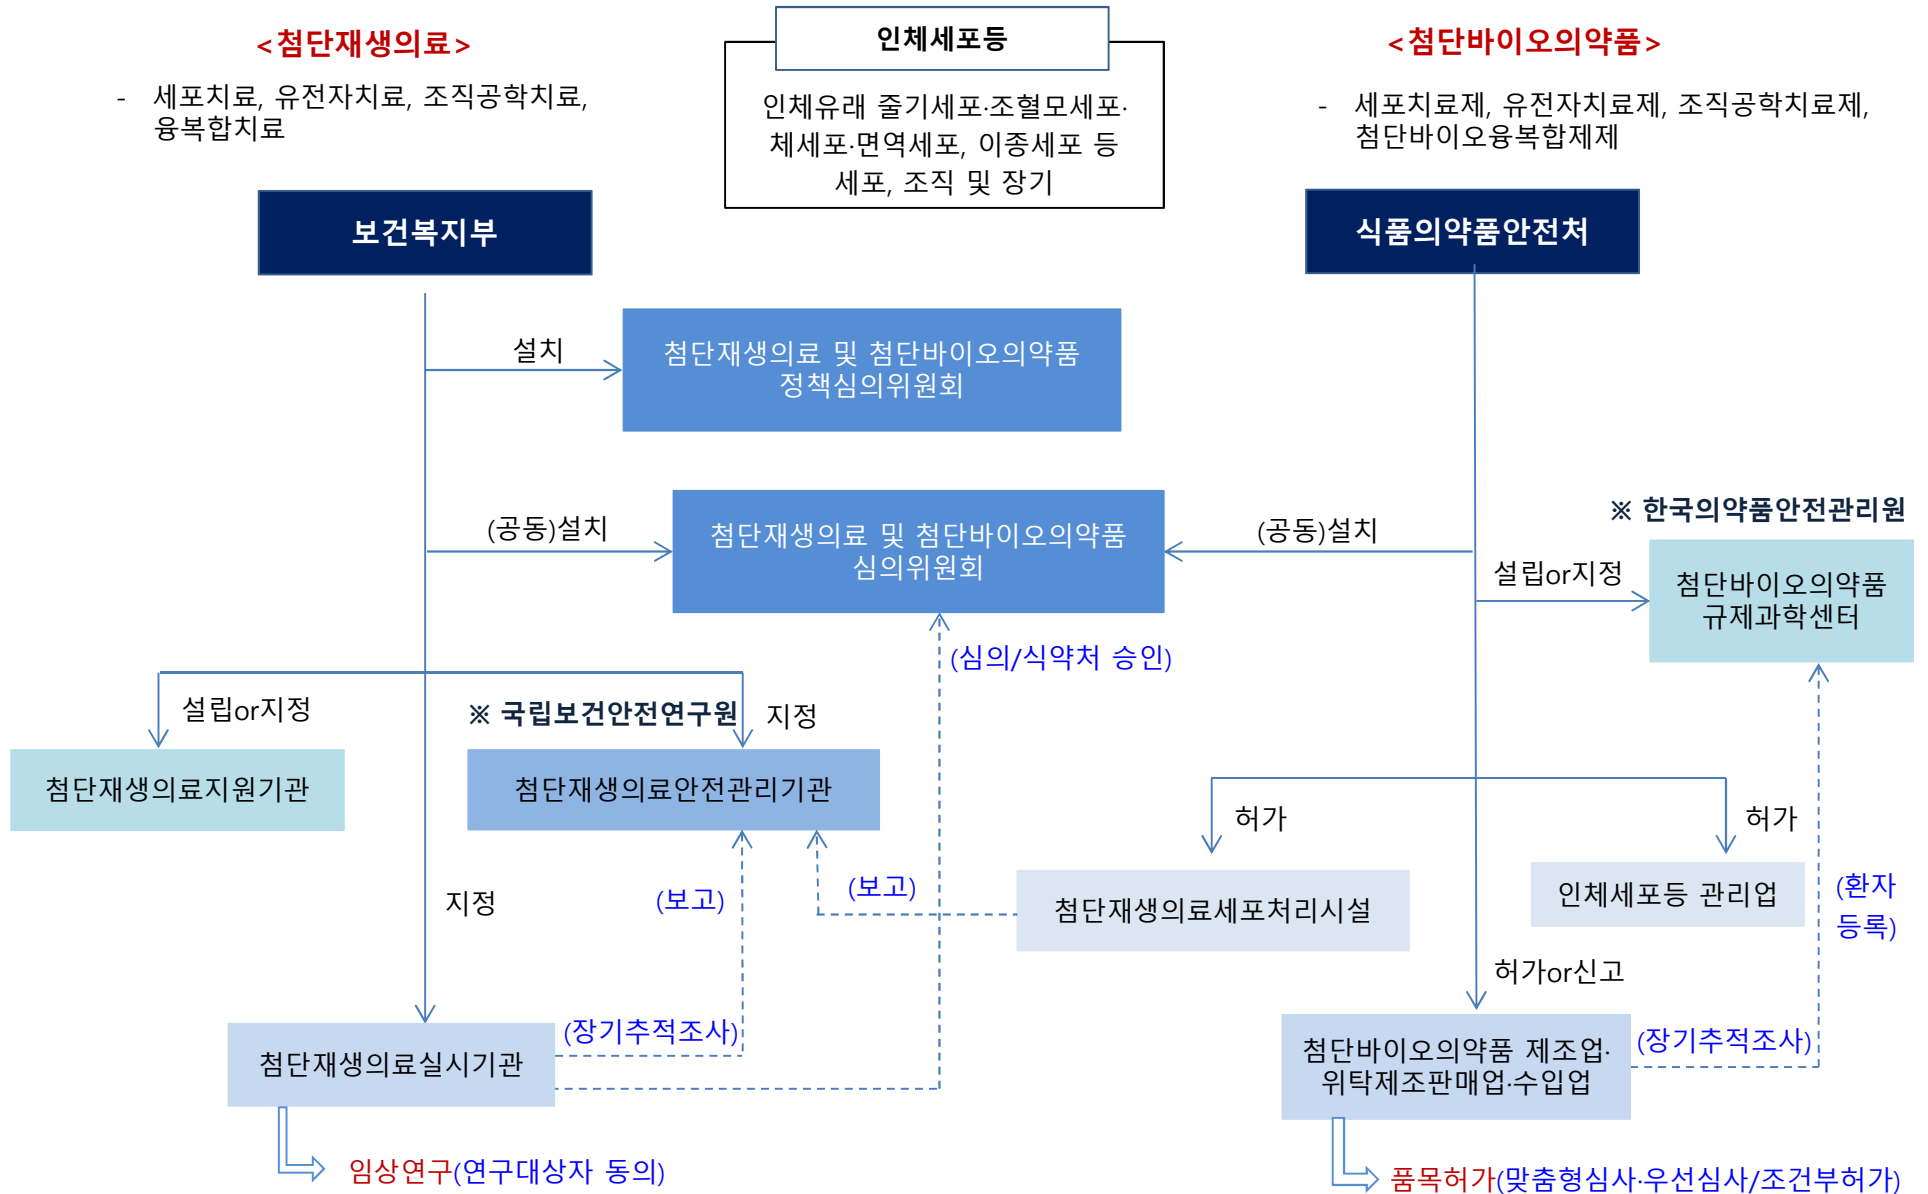 <첨단재생의료>
- 세포치료, 유전자치료, 조직공학치료,
융복합치료
인체세포등
인체유래 줄기세포·조혈모세포·
체세포·면역세포, 이종세포 등
세포, 조직 및 장기
<첨단바이오의약품>
- 세포치료제, 유전자치료제, 조직공학치료제,
첨단바이오융복합제제
보건복지부
식품의약품안전처
설치
첨단재생의료 및 첨단바이오의약품
정책심의위원회
(공동)설치
첨단재생의료 및 첨단바이오의약품
심의위원회
(공동)설치
※ 한국의약품안전관리원
설립or지정
첨단바이오의약품
규제과학센터
(심의/식약처 승인)
설립or지정
※ 국립보건안전연구원
지정
첨단재생의료지원기관
첨단재생의료안전관리기관
허가
허가
지정
(보고)
(보고)
첨단재생의료세포처리시설
인체세포등 관리업
(환자
등록)
허가or신고
(장기추적조사)
첨단재생의료실시기관
첨단바이오의약품 제조업·
위탁제조판매업·수입업
(장기추적조사)
임상연구(연구대상자 동의)
품목허가(맞춤형심사·우선심사/조건부허가)